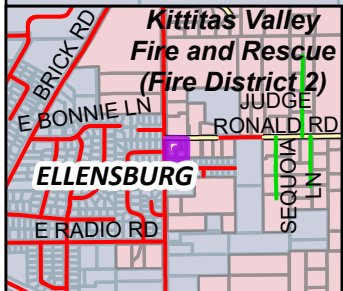 Kittitas Valley
Fire and Rescue
(Fire District 2)
BRICK RD
E BONNIE LN
JUDGE
RONALD RD
ELLENSBURG
SEQUOIA
LN
E RADIO RD